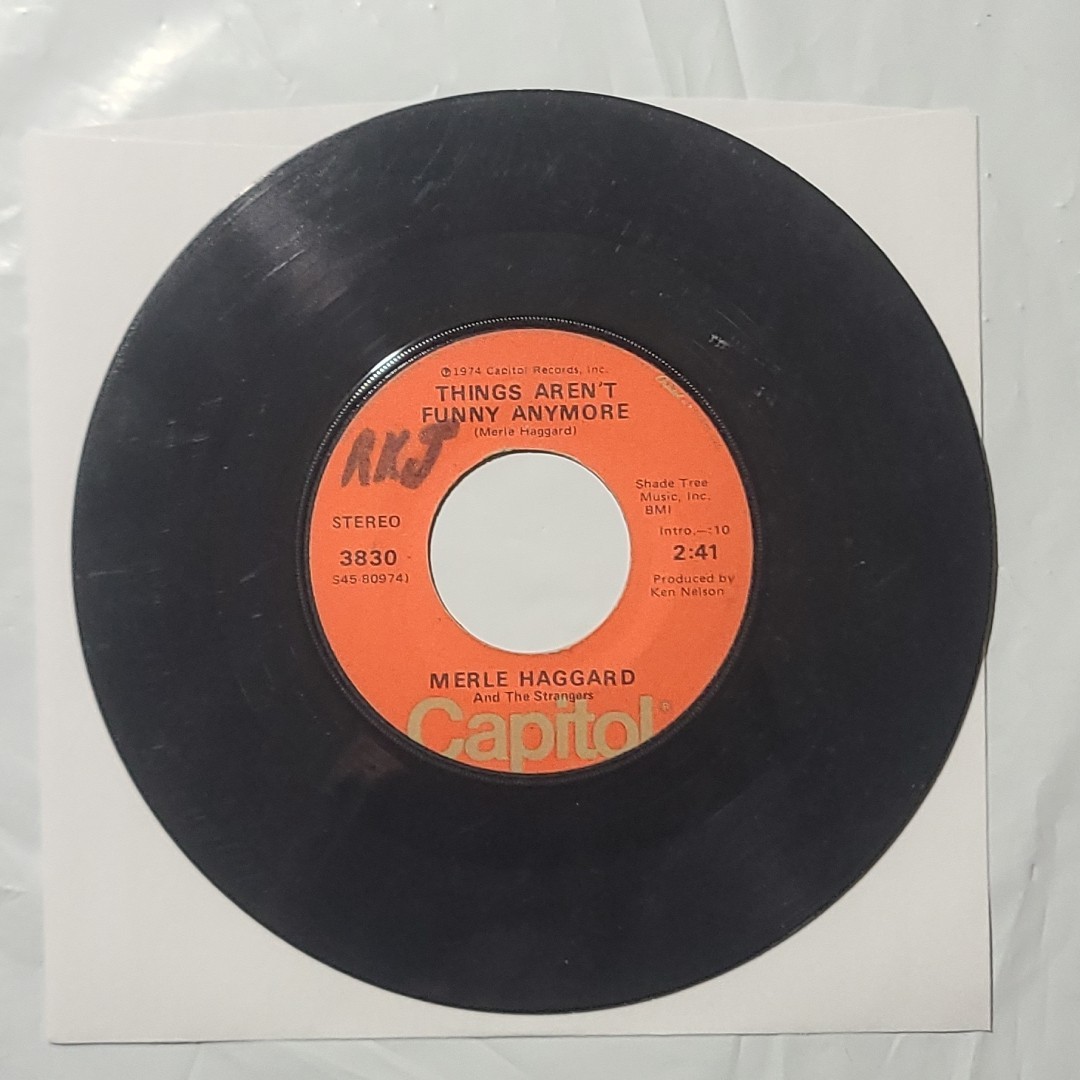 ℗1974 Capitol Records, Inc.
THINGS AREN'T
FUNNY ANYMORE
(Merle Haggard)
RKJ
Shade Tree
Music, Inc.
BMI
STEREO
Intro.—:10
3830
2:41
S45-80974)
Produced by
Ken Nelson
MERLE HAGGARD
And The Strangers
Capitol®